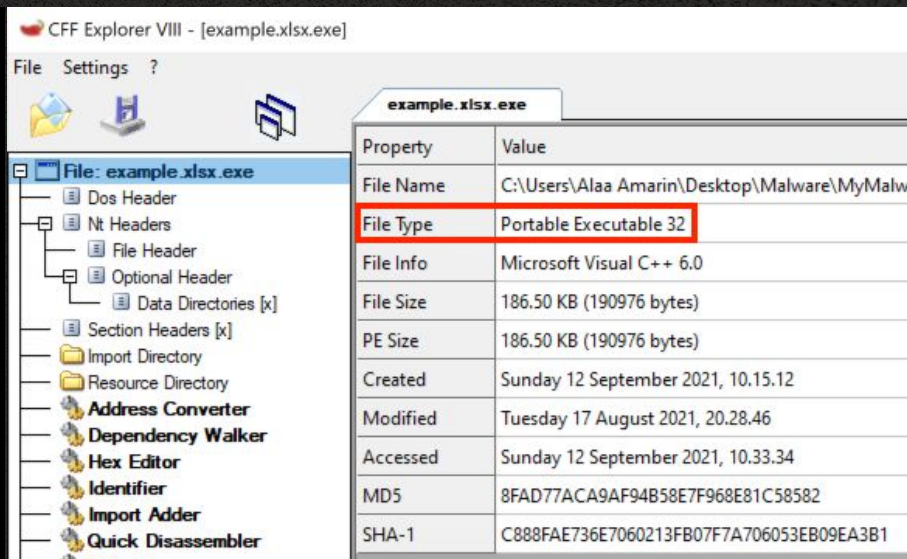 CFF Explorer VIII - [example.xlsx.exe]
File Settings ?
example.xlsx.exe
File: example.xlsx.exe
Dos Header
Nt Headers
File Header
Optional Header
Data Directories [x]
Section Headers [x]
Import Directory
Resource Directory
Address Converter
Dependency Walker
Hex Editor
Identifier
Import Adder
Quick Disassembler
Property Value
File Name C:\Users\Alaa Amarin\Desktop\Malware\MyMalw
File Type Portable Executable 32
File Info Microsoft Visual C++ 6.0
File Size 186.50 KB (190976 bytes)
PE Size 186.50 KB (190976 bytes)
Created Sunday 12 September 2021, 10.15.12
Modified Tuesday 17 August 2021, 20.28.46
Accessed Sunday 12 September 2021, 10.33.34
MD5 8FAD77ACA9AF94B58E7F968E81C58582
SHA-1 C888FAE736E7060213FB07F7A706053EB09EA3B1